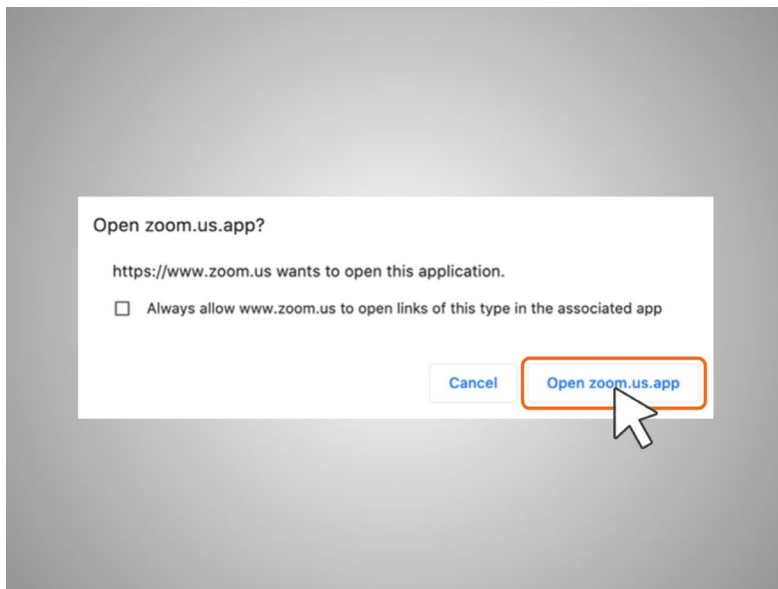 Open zoom.us.app?
https://www.zoom.us wants to open this application.
Always allow www.zoom.us to open links of this type in the associated app
Cancel
Open zoom.us.app